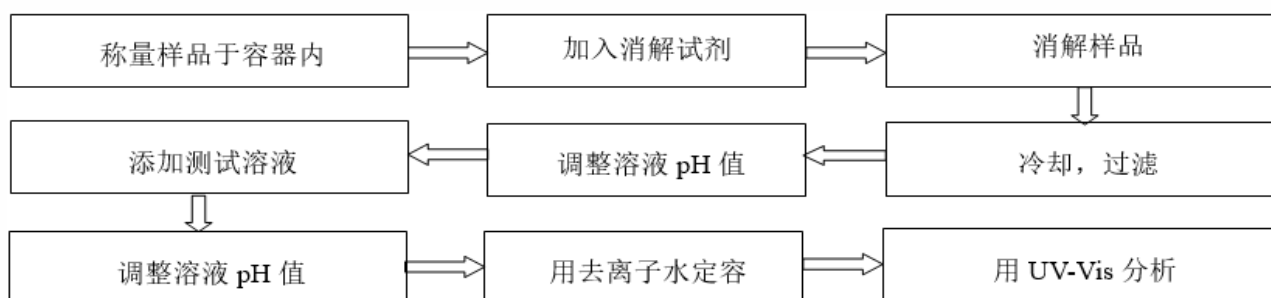 称量样品于容器内
加入消解试剂
消解样品
冷却，过滤
调整溶液 pH 值
添加测试溶液
调整溶液 pH 值
用去离子水定容
用 UV-Vis 分析